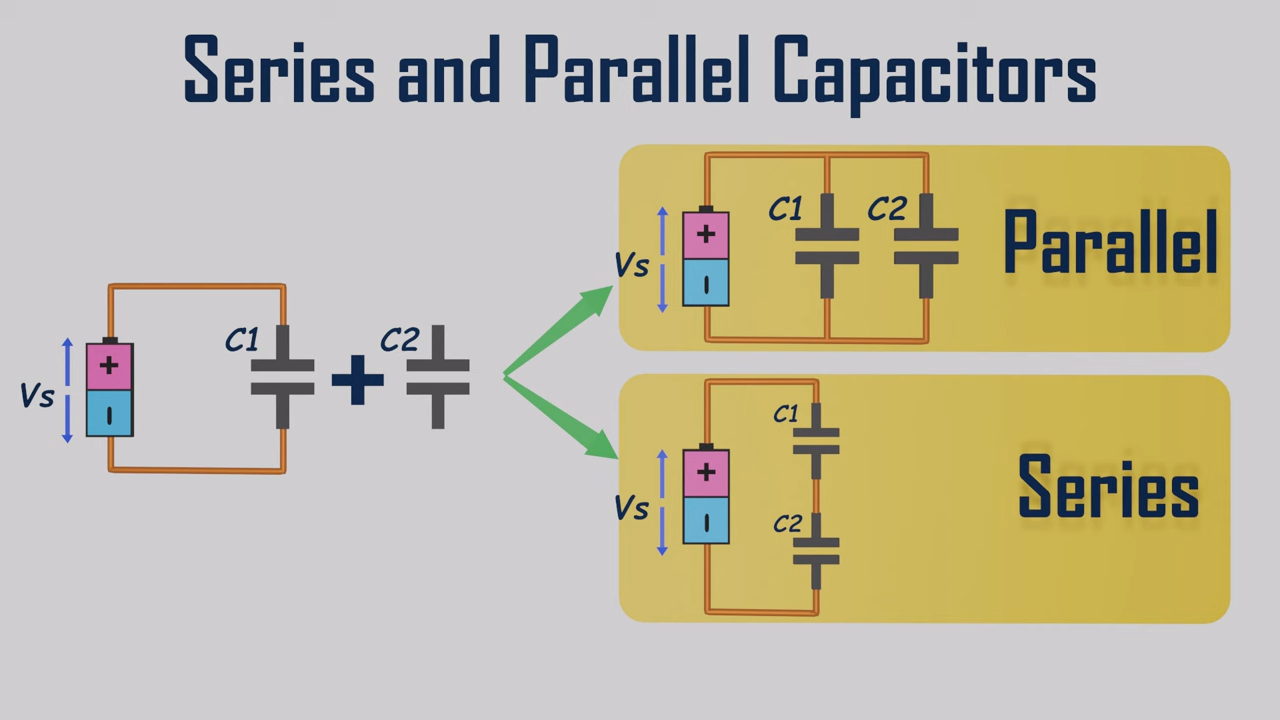 Series and Parallel Capacitors
Vs
+
C1
+
C2
Vs
+
C1
C2
Parallel
Vs
+
C1
C2
Series